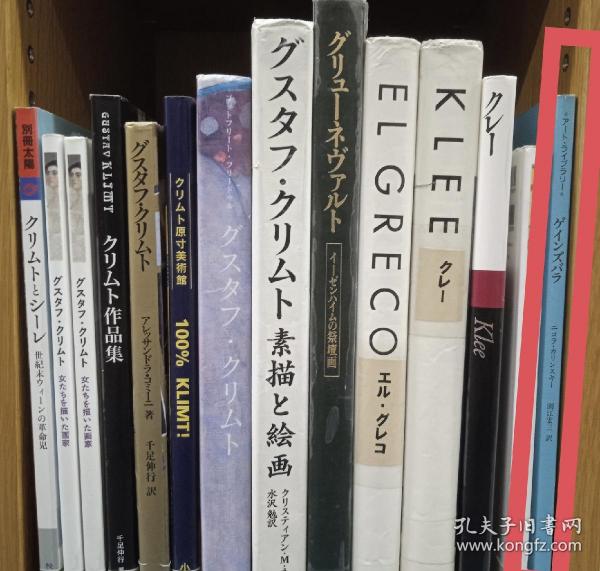 別冊太陽
クリムトとシーレ
世紀末ウィーンの革命児
グスタフ・クリムト
女たちを描いた画家
グスタフ・クリムト
女たちを描いた画家
GUSTAV KLIMT
クリムト作品集
千足伸行
グスタフ・クリムト
アレッサンドラ・コミーニ 著
千足伸行 訳
クリムト原寸美術館
100% KLIMT!
小
グスタフ・クリムト
グスタフ・クリムト 素描と絵画
クリスティアン・M・
水沢勉訳
グリューネヴァルト
イーゼンハイムの祭壇画
ELGRECO
エル・グレコ
KLEE
クレー
クレー
Klee
アート・ライブラリー
ゲインズバラ
ニコラ・カリンスキー
孔夫子旧书网
www.kongfz.com